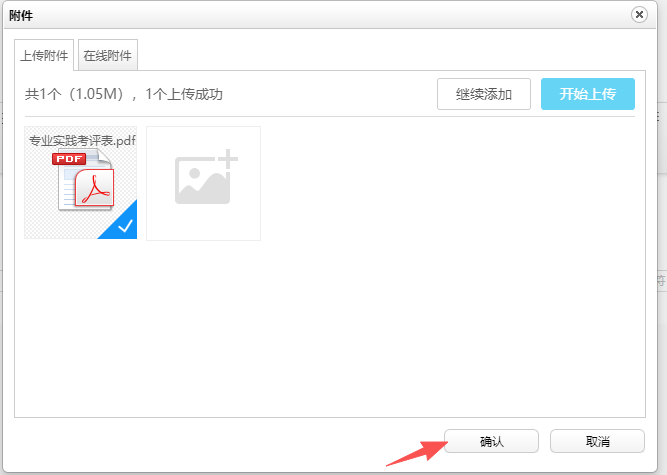 附件
上传附件 在线附件
共1个（1.05M），1个上传成功
继续添加 开始上传
专业实践考评表.pdf
PDF
确认 取消